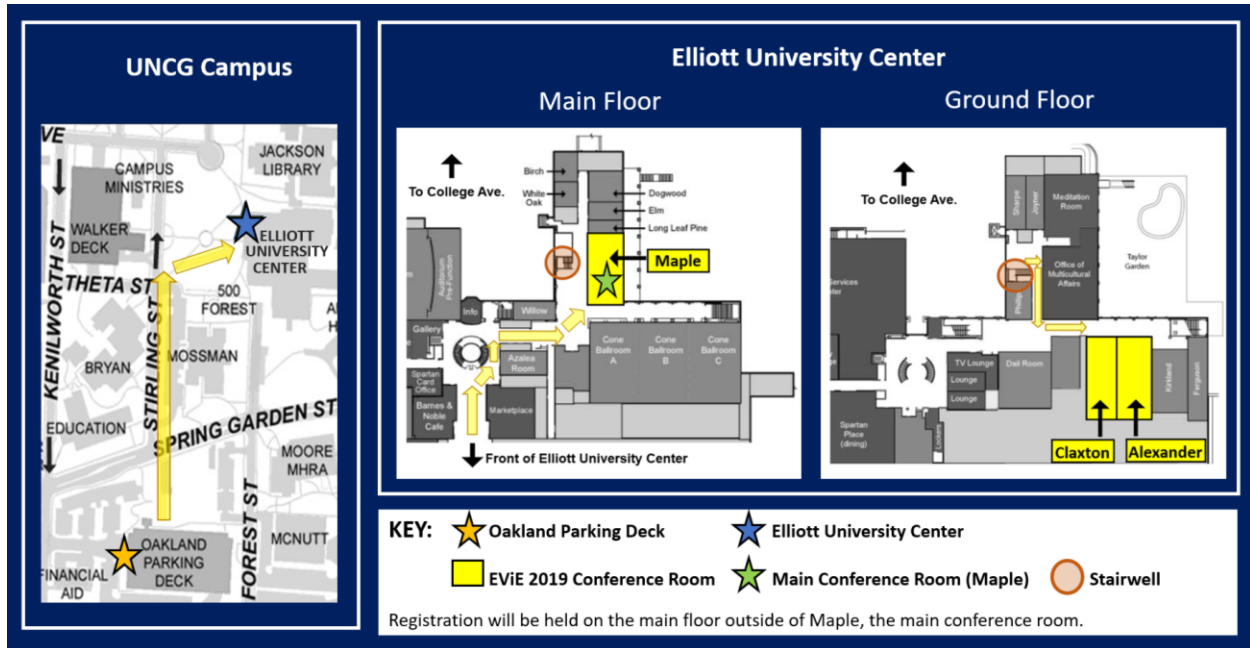 UNCG Campus
VE
JACKSON
LIBRARY
CAMPUS
MINISTRIES
WALKER
DECK
ELLIOTT
UNIVERSITY
CENTER
KENILWORTH ST
THETA ST
STIRLING ST
500
FOREST
MOSSMAN
BRYAN
EDUCATION
SPRING GARDEN ST
MOORE
MHRA
FOREST ST
MCNUTT
OAKLAND
PARKING
DECK
FINANCIAL
AID
Elliott University Center
Main Floor
To College Ave.
Birch
White
Oak
Dogwood
Elm
Long Leaf Pine
Maple
Auditorium
Pre-Function
Info
Willow
Gallery
Azalea
Room
Cone
Ballroom
A
Cone
Ballroom
B
Cone
Ballroom
C
Spartan
Card
Office
Barnes &
Noble
Cafe
Marketplace
Front of Elliott University Center
Ground Floor
To College Ave.
Sharpe
Joyner
Meditation
Room
Office of
Multicultural
Affairs
Taylor
Garden
Services
Phillip
TV Lounge
Lounge
Lounge
Dail Room
Kirkland
Ferguson
Spartan
Place
(dining)
Lockers
Claxton
Alexander
KEY:
Oakland Parking Deck
Elliott University Center
EViE 2019 Conference Room
Main Conference Room (Maple)
Stairwell
Registration will be held on the main floor outside of Maple, the main conference room.